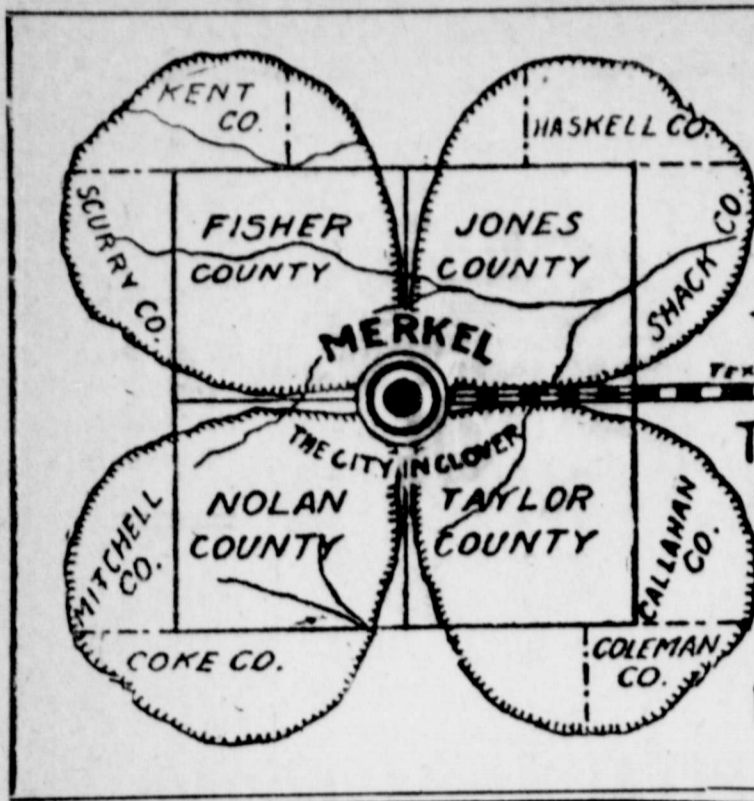 KENT
CO.
HASKELL CO.
SCURRY CO.
FISHER
COUNTY
JONES
COUNTY
SHACK CO.
MERKEL
THE CITY IN CLOVER
MITCHELL
CO.
NOLAN
COUNTY
TAYLOR
COUNTY
CALLAHAN
CO.
COKE CO.
COLEMAN
CO.